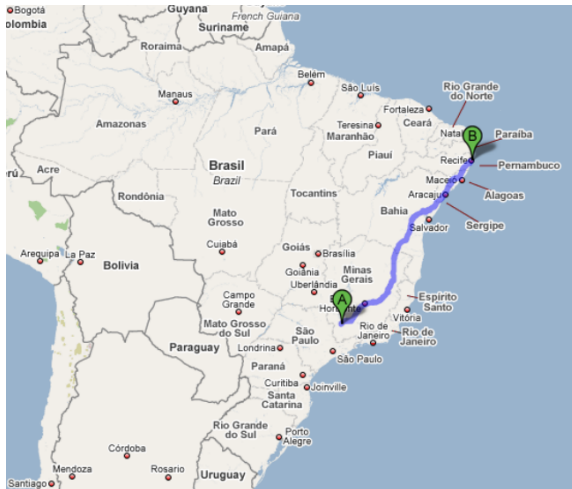 Bogotá
Guyana
French Guiana
olombia
Suriname
Roraima
Amapá
Belém
São Luís
Manaus
Fortaleza
Rio Grande
do Norte
Amazonas
Pará
Teresina
Ceará
Maranhão
Natal
B
Paraíba
Piauí
Recife
Pernambuco
Brasil
Brazil
Acre
Maceió
Alagoas
Rondônia
Tocantins
Aracaju
Bahia
Sergipe
Mato
Grosso
Salvador
Cuiabá
Goiás
Brasília
Arequipa
La Paz
Goiânia
Minas
Gerais
Bolivia
Uberlândia
Espírito
Santo
Campo
Grande
A
Horizonte
Vitória
Mato Grosso
do Sul
São
Paulo
Rio de
Janeiro
Rio de
Janeiro
Paraguay
Londrina
São Paulo
Paraná
Curitiba
Joinville
Santa
Catarina
Rio Grande
do Sul
Porto
Alegre
Córdoba
Mendoza
Rosario
Santiago
Uruguay